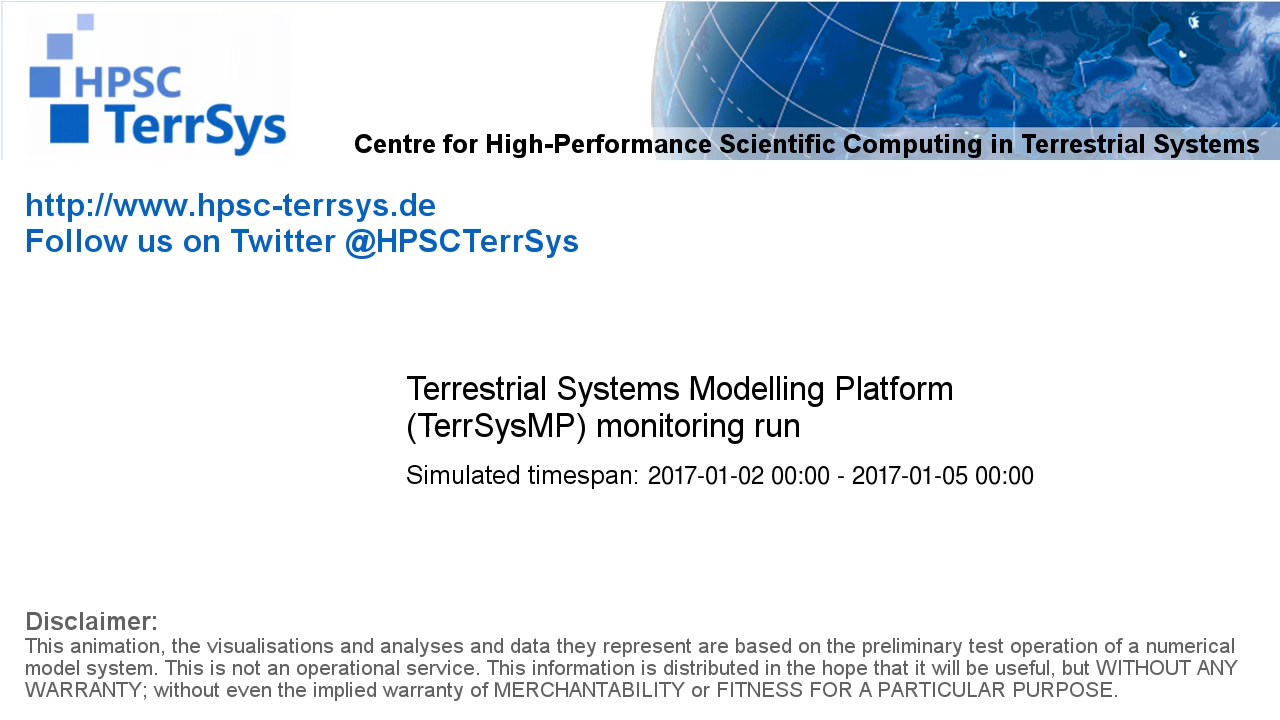 HPSC
TerrSys
Centre for High-Performance Scientific Computing in Terrestrial Systems
http://www.hpsc-terrsys.de
Follow us on Twitter @HPSCTerrSys
Terrestrial Systems Modelling Platform
(TerrSysMP) monitoring run
Simulated timespan: 2017-01-02 00:00 - 2017-01-05 00:00
Disclaimer:
This animation, the visualisations and analyses and data they represent are based on the preliminary test operation of a numerical
model system. This is not an operational service. This information is distributed in the hope that it will be useful, but WITHOUT ANY
WARRANTY; without even the implied warranty of MERCHANTABILITY or FITNESS FOR A PARTICULAR PURPOSE.